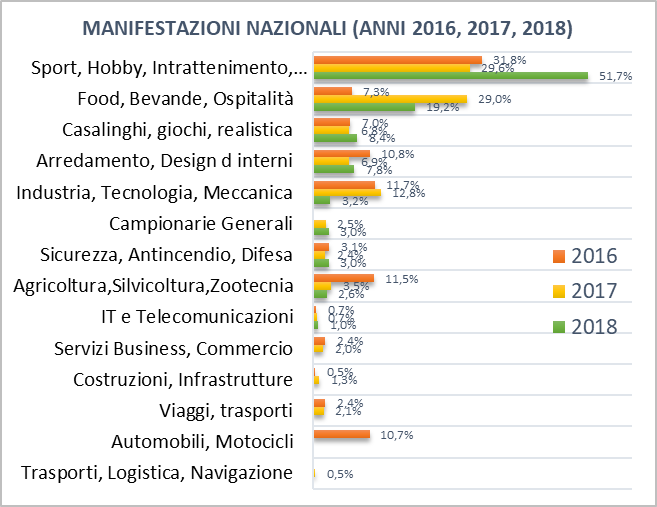 MANIFESTAZIONI NAZIONALI (ANNI 2016, 2017, 2018)
Sport, Hobby, Intrattenimento,...
31,8%
29,6%
51,7%
Food, Bevande, Ospitalità
7,3%
29,0%
19,2%
Casalinghi, giochi, realistica
7,0%
6,8%
8,4%
Arredamento, Design d interni
10,8%
6,9%
7,8%
Industria, Tecnologia, Meccanica
11,7%
12,8%
3,2%
Campionarie Generali
2,5%
3,0%
Sicurezza, Antincendio, Difesa
3,1%
2,4%
3,0%
Agricoltura,Silvicoltura,Zootecnia
11,5%
3,5%
2,6%
IT e Telecomunicazioni
0,7%
0,7%
1,0%
Servizi Business, Commercio
2,4%
2,0%
Costruzioni, Infrastrutture
0,5%
1,3%
Viaggi, trasporti
2,4%
2,1%
Automobili, Motocicli
10,7%
Trasporti, Logistica, Navigazione
0,5%
2016
2017
2018